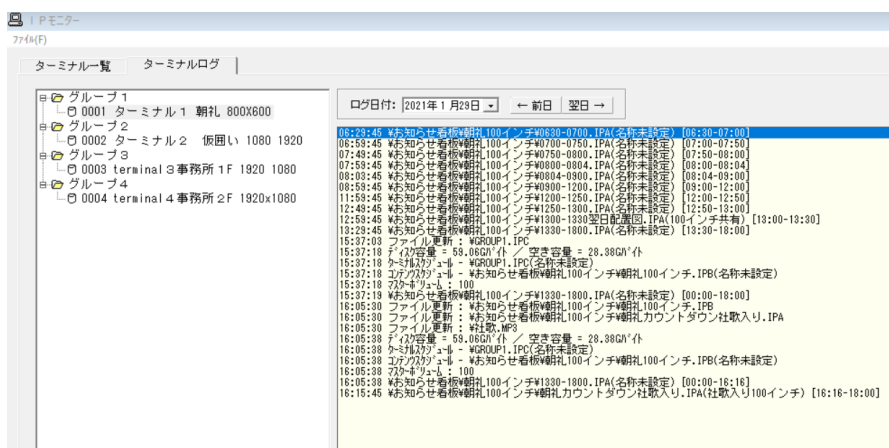 IPモニター
ファイル(F)
ターミナル一覧
ターミナルログ
グループ1
0001 ターミナル1 朝礼 800X600
グループ2
0002 ターミナル2 仮囲い 1080 1920
グループ3
0003 terminal3事務所1F 1920 1080
グループ4
0004 terminal4事務所2F 1920x1080
ログ日付: 2021年 1月29日 ←前日 翌日→
06:29:45 ¥お知らせ看板¥朝礼100インチ¥0630-0700.IPA(名称未設定) [06:30-07:00]
06:59:45 ¥お知らせ看板¥朝礼100インチ¥0700-0750.IPA(名称未設定) [07:00-07:50]
07:49:45 ¥お知らせ看板¥朝礼100インチ¥0750-0800.IPA(名称未設定) [07:50-08:00]
07:59:45 ¥お知らせ看板¥朝礼100インチ¥0800-0804.IPA(名称未設定) [08:00-08:04]
08:03:45 ¥お知らせ看板¥朝礼100インチ¥0804-0900.IPA(名称未設定) [08:04-09:00]
08:59:45 ¥お知らせ看板¥朝礼100インチ¥0900-1200.IPA(名称未設定) [09:00-12:00]
11:59:45 ¥お知らせ看板¥朝礼100インチ¥1200-1250.IPA(名称未設定) [12:00-12:50]
12:49:45 ¥お知らせ看板¥朝礼100インチ¥1250-1300.IPA(名称未設定) [12:50-13:00]
12:59:45 ¥お知らせ看板¥朝礼100インチ¥1300-1330翌日配置図.IPA(100インチ共有) [13:00-13:30]
13:29:45 ¥お知らせ看板¥朝礼100インチ¥1330-1800.IPA(名称未設定) [13:30-18:00]
15:37:03 ファイル更新 : ¥GROUP1.IPC
15:37:18 ディスク容量 = 59.06Gバイト / 空き容量 = 28.38Gバイト
15:37:18 ターミナルスケジュール - ¥GROUP1.IPC(名称未設定)
15:37:18 コンテンツスケジュール - ¥お知らせ看板¥朝礼100インチ¥朝礼100インチ.IPB(名称未設定)
15:37:18 マスターボリューム : 100
15:37:19 ¥お知らせ看板¥朝礼100インチ¥1330-1800.IPA(名称未設定) [00:00-18:00]
16:05:30 ファイル更新 : ¥お知らせ看板¥朝礼100インチ¥朝礼100インチ.IPB
16:05:30 ファイル更新 : ¥お知らせ看板¥朝礼100インチ¥朝礼カウントダウン社歌入り.IPA
16:05:30 ファイル更新 : ¥社歌.MP3
16:05:38 ディスク容量 = 59.06Gバイト / 空き容量 = 28.38Gバイト
16:05:38 ターミナルスケジュール - ¥GROUP1.IPC(名称未設定)
16:05:38 コンテンツスケジュール - ¥お知らせ看板¥朝礼100インチ¥朝礼100インチ.IPB(名称未設定)
16:05:38 マスターボリューム : 100
16:05:38 ¥お知らせ看板¥朝礼100インチ¥1330-1800.IPA(名称未設定) [00:00-16:16]
16:15:45 ¥お知らせ看板¥朝礼100インチ¥朝礼カウントダウン社歌入り.IPA(社歌入り100インチ) [16:16-18:00]